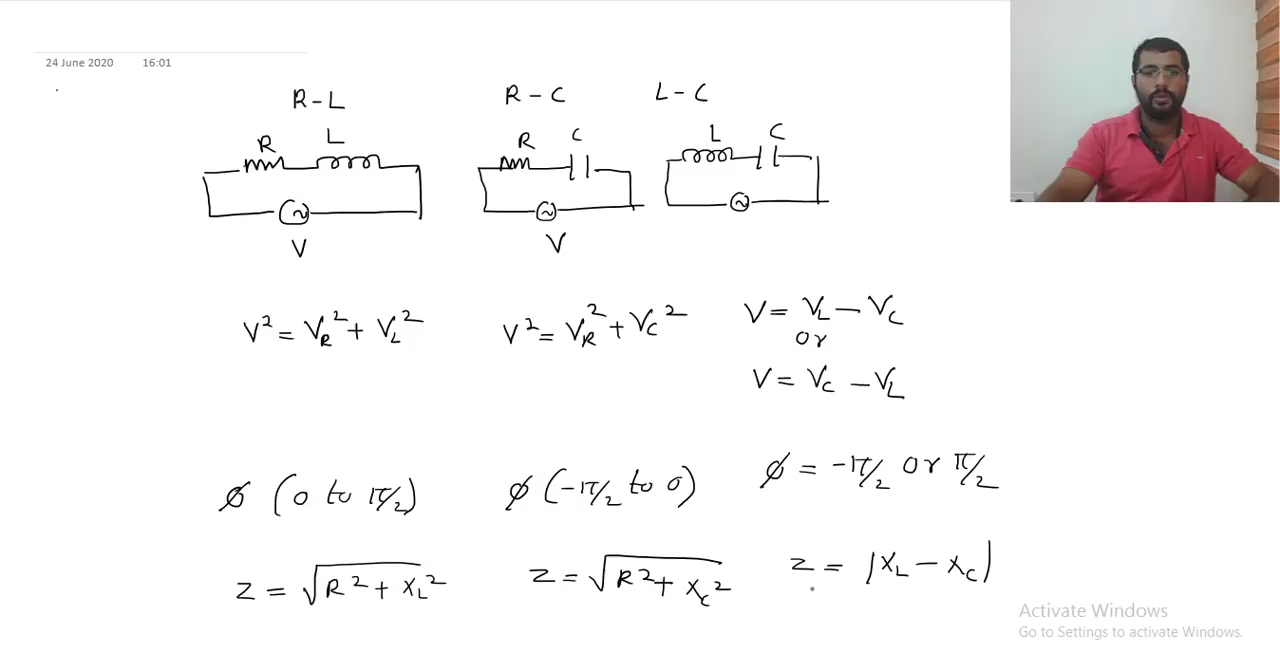 24 June 2020 16:01
R-L
R - C
L - C
R L
R C
L C
V
V
V² = V_R² + V_L²
V² = V_R² + V_C²
V = V_L - V_C
or
V = V_C - V_L
ϕ (0 to π/2)
ϕ (-π/2 to 0)
ϕ = -π/2 or π/2
Z = √R² + X_L²
Z = √R² + X_C²
Z = |X_L - X_C|
Activate Windows
Go to Settings to activate Windows.